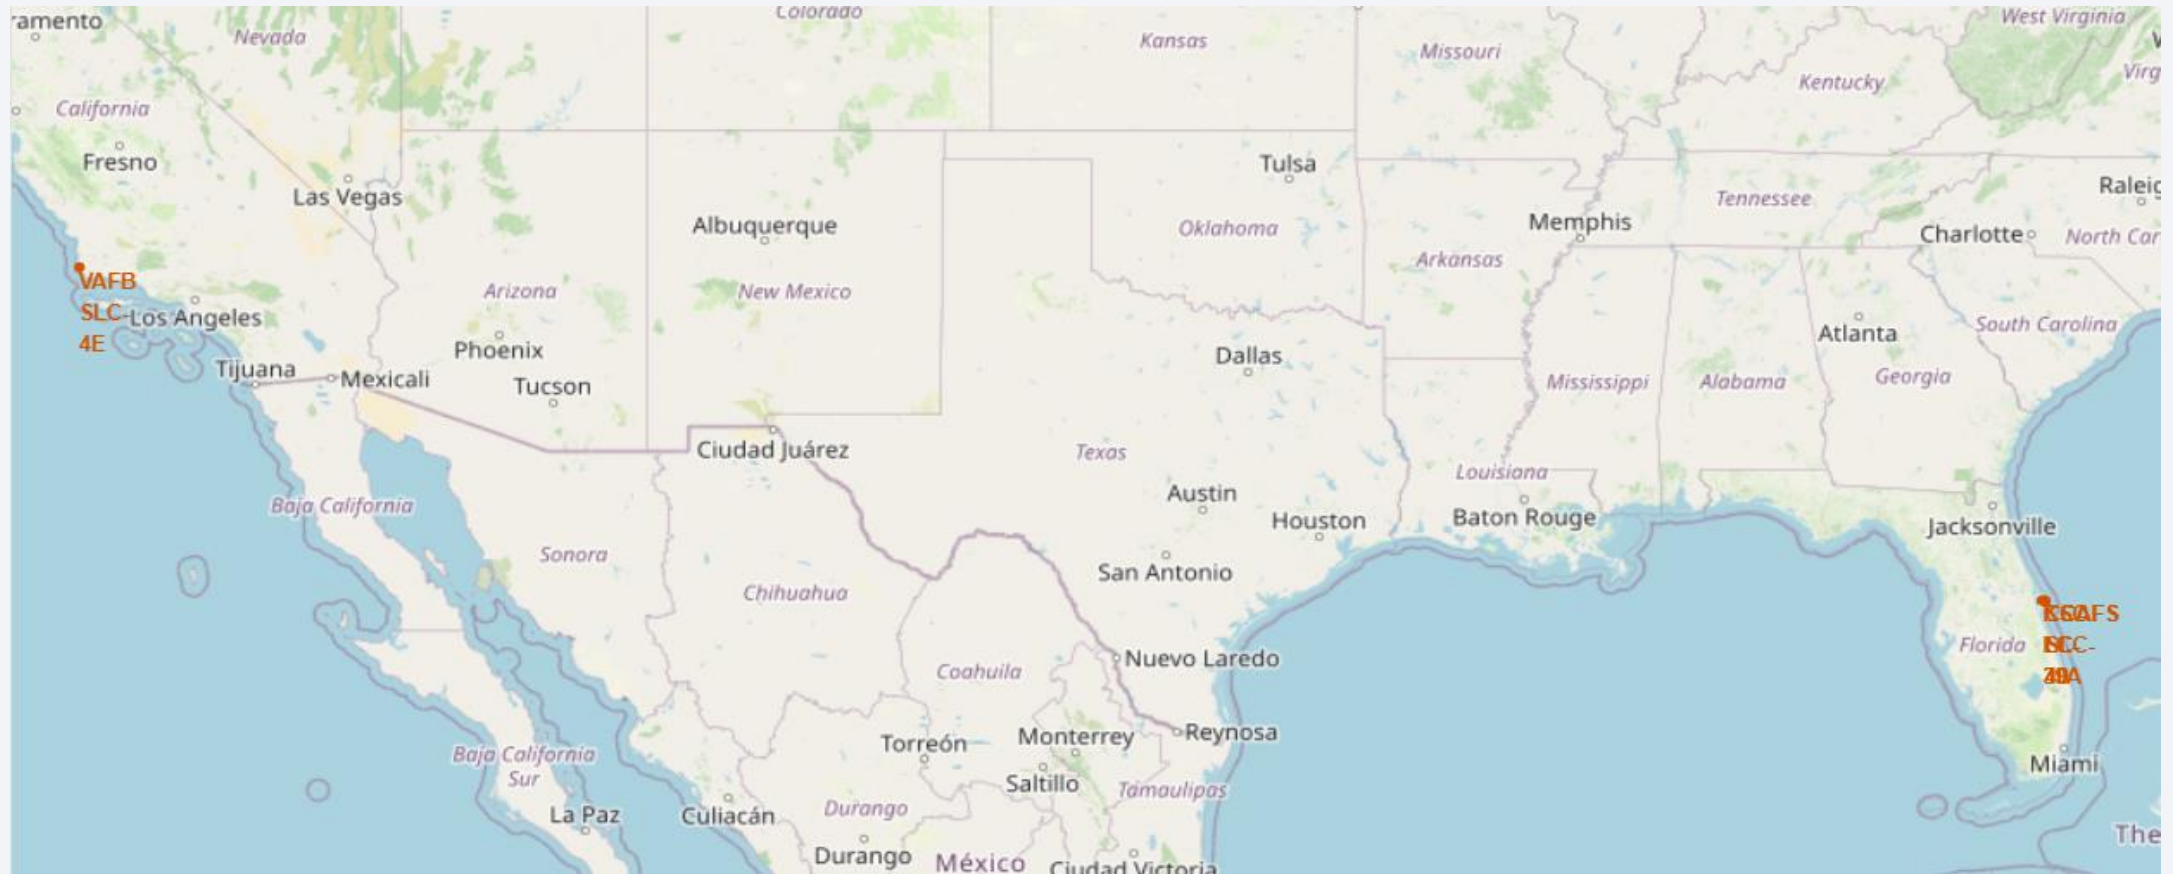 ramento
Nevada
Colorado
Kansas
Missouri
West Virginia
Kentucky
Virg
California
Fresno
Las Vegas
Tulsa
Tennessee
Raleig
Albuquerque
Oklahoma
Memphis
Charlotte
North Car
Arkansas
VAFB
SLC-
4E
Los Angeles
Arizona
New Mexico
South Carolina
Atlanta
Phoenix
Dallas
Tijuana
Mexicali
Tucson
Mississippi
Alabama
Georgia
Ciudad Juárez
Texas
Louisiana
Baja California
Austin
Houston
Baton Rouge
Jacksonville
Sonora
San Antonio
Chihuahua
Florida
Coahuila
Nuevo Laredo
Torreón
Monterrey
Reynosa
Baja California
Sur
Saltillo
Tamaulipas
Miami
La Paz
Culiacán
Durango
The
Durango
México
Ciudad Victoria